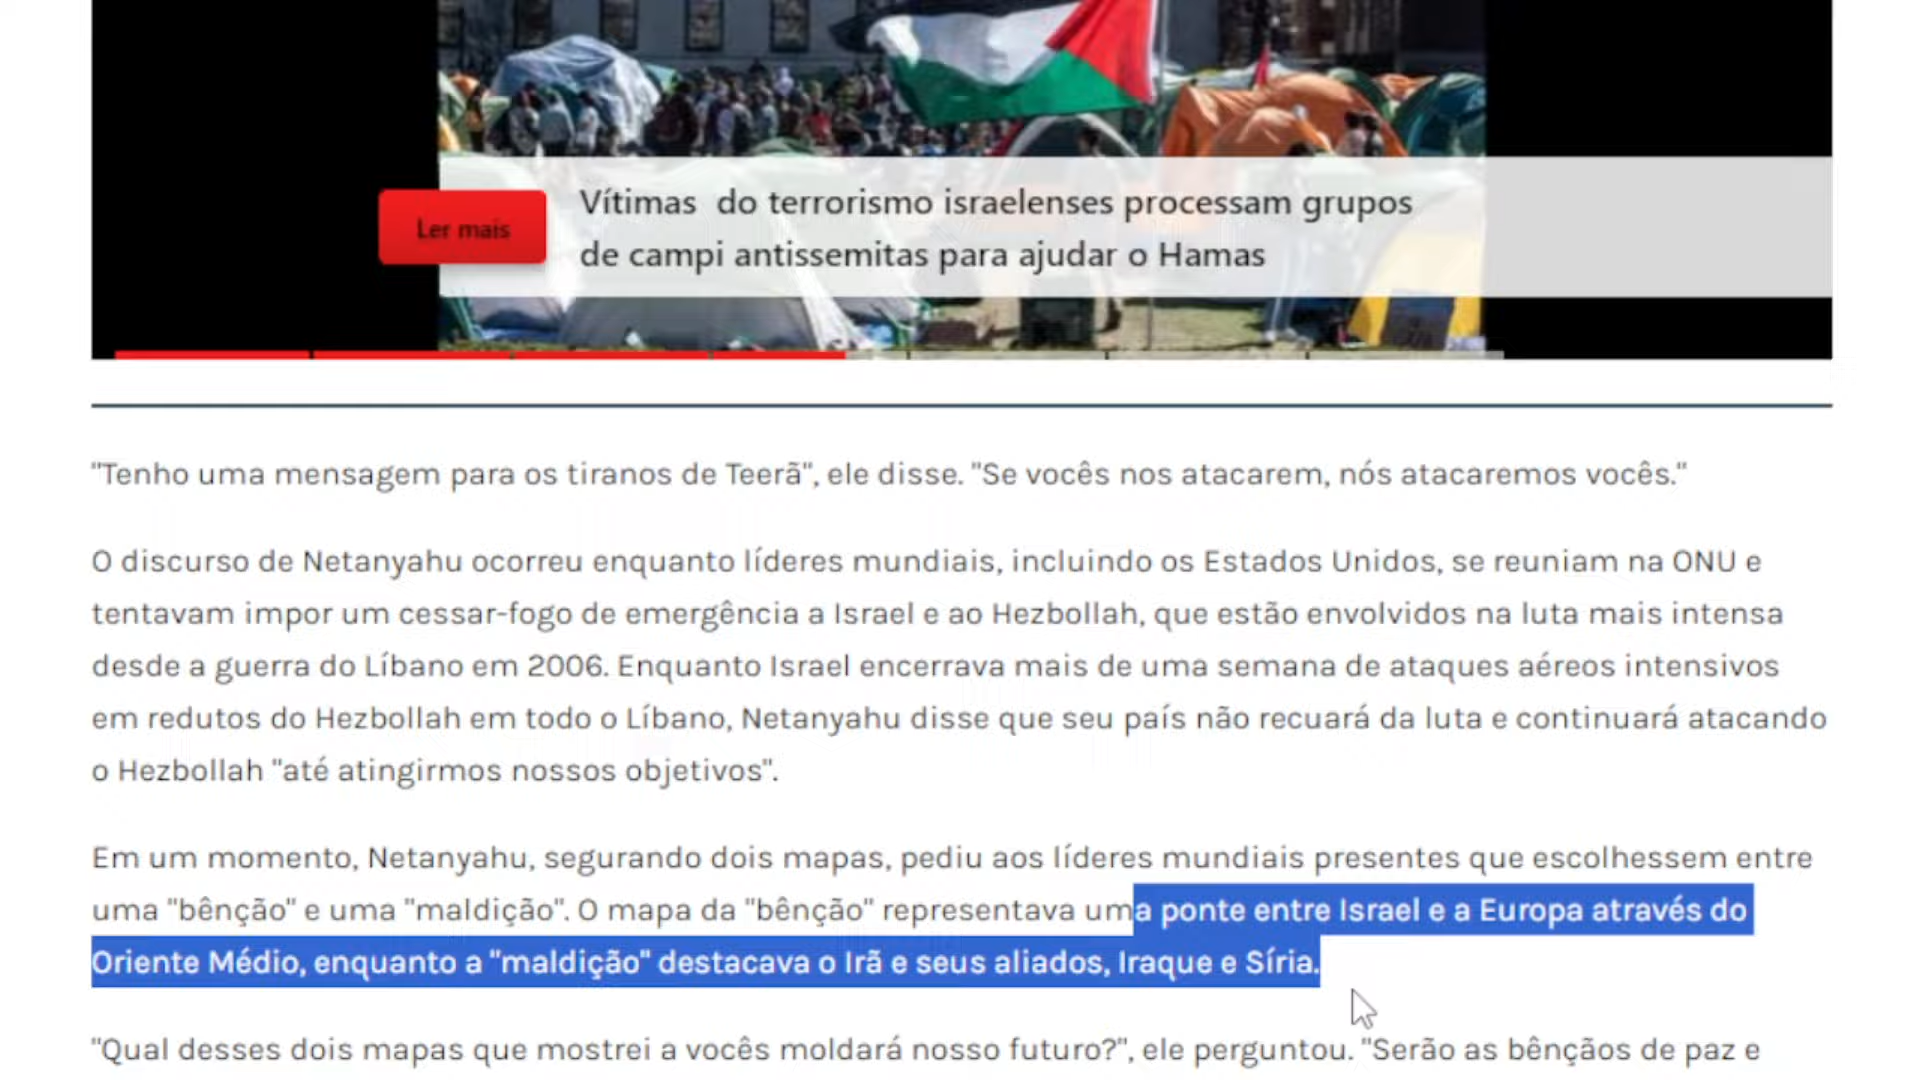 Ler mais
Vítimas do terrorismo israelenses processam grupos
de campi antissemitas para ajudar o Hamas
"Tenho uma mensagem para os tiranos de Teerã", ele disse. "Se vocês nos atacarem, nós atacaremos vocês."
O discurso de Netanyahu ocorreu enquanto líderes mundiais, incluindo os Estados Unidos, se reuniam na ONU e
tentavam impor um cessar-fogo de emergência a Israel e ao Hezbollah, que estão envolvidos na luta mais intensa
desde a guerra do Líbano em 2006. Enquanto Israel encerrava mais de uma semana de ataques aéreos intensivos
em redutos do Hezbollah em todo o Líbano, Netanyahu disse que seu país não recuará da luta e continuará atacando
o Hezbollah "até atingirmos nossos objetivos".
Em um momento, Netanyahu, segurando dois mapas, pediu aos líderes mundiais presentes que escolhessem entre
uma "bênção" e uma "maldição". O mapa da "bênção" representava uma ponte entre Israel e a Europa através do
Oriente Médio, enquanto a "maldição" destacava o Irã e seus aliados, Iraque e Síria.
"Qual desses dois mapas que mostrei a vocês moldará nosso futuro?", ele perguntou. "Serão as bênçãos de paz e